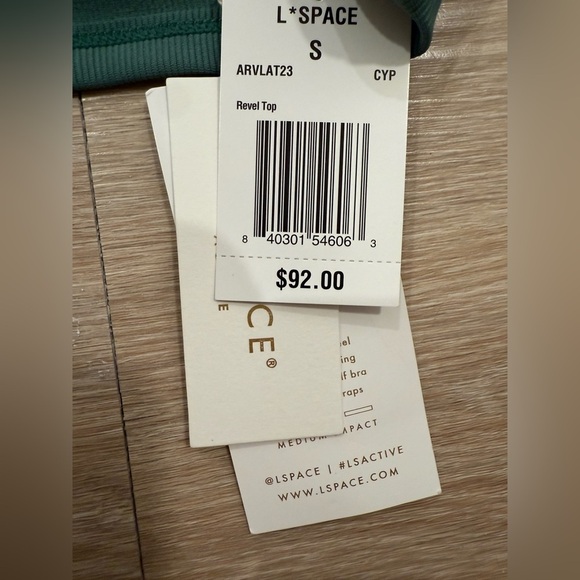 L*SPACE
S
ARVLAT23 CYP
Revel Top
8 40301 54606 3
$92.00
CE®
E
el
ing
lf bra
raps
MEDIUM IMPACT
@LSPACE | #LSACTIVE
WWW.LSPACE.COM